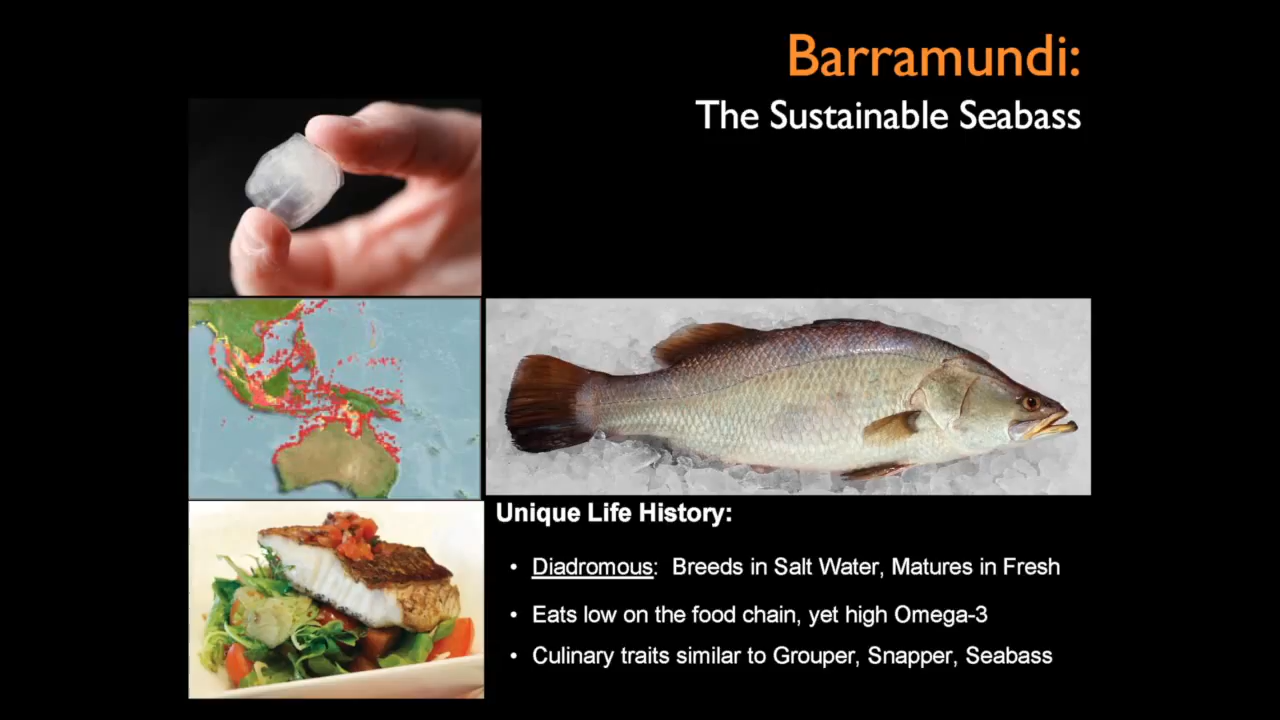 Barramundi:
The Sustainable Seabass
Unique Life History:
• Diadromous: Breeds in Salt Water, Matures in Fresh
• Eats low on the food chain, yet high Omega-3
• Culinary traits similar to Grouper, Snapper, Seabass